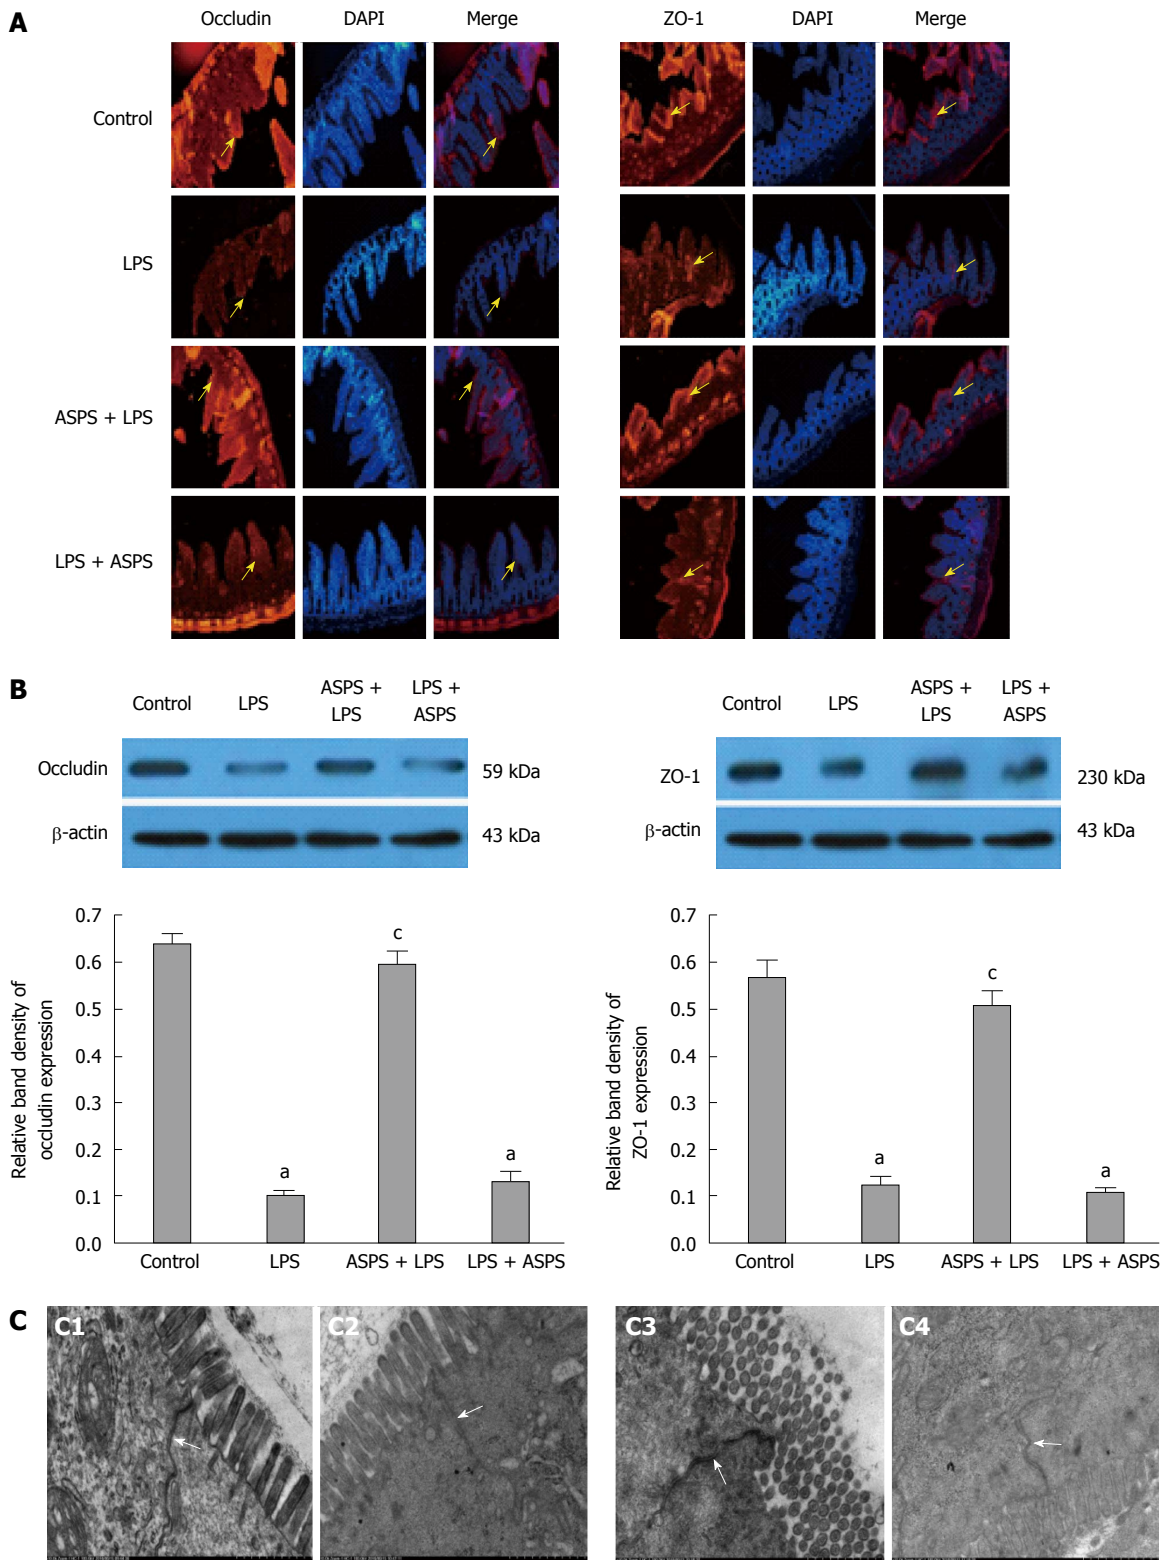 A
Occludin DAPI Merge ZO-1 DAPI Merge
Control
LPS
ASPS + LPS
LPS + ASPS
B
Control LPS ASPS + LPS LPS + ASPS
Occludin 59 kDa
β-actin 43 kDa
Control LPS ASPS + LPS LPS + ASPS
ZO-1 230 kDa
β-actin 43 kDa
Relative band density of
occludin expression
0.7
0.6
0.5
0.4
0.3
0.2
0.1
0.0
a
c
a
Control LPS ASPS + LPS LPS + ASPS
Relative band density of
ZO-1 expression
0.7
0.6
0.5
0.4
0.3
0.2
0.1
0.0
a
c
a
Control LPS ASPS + LPS LPS + ASPS
C
C1 C2 C3 C4